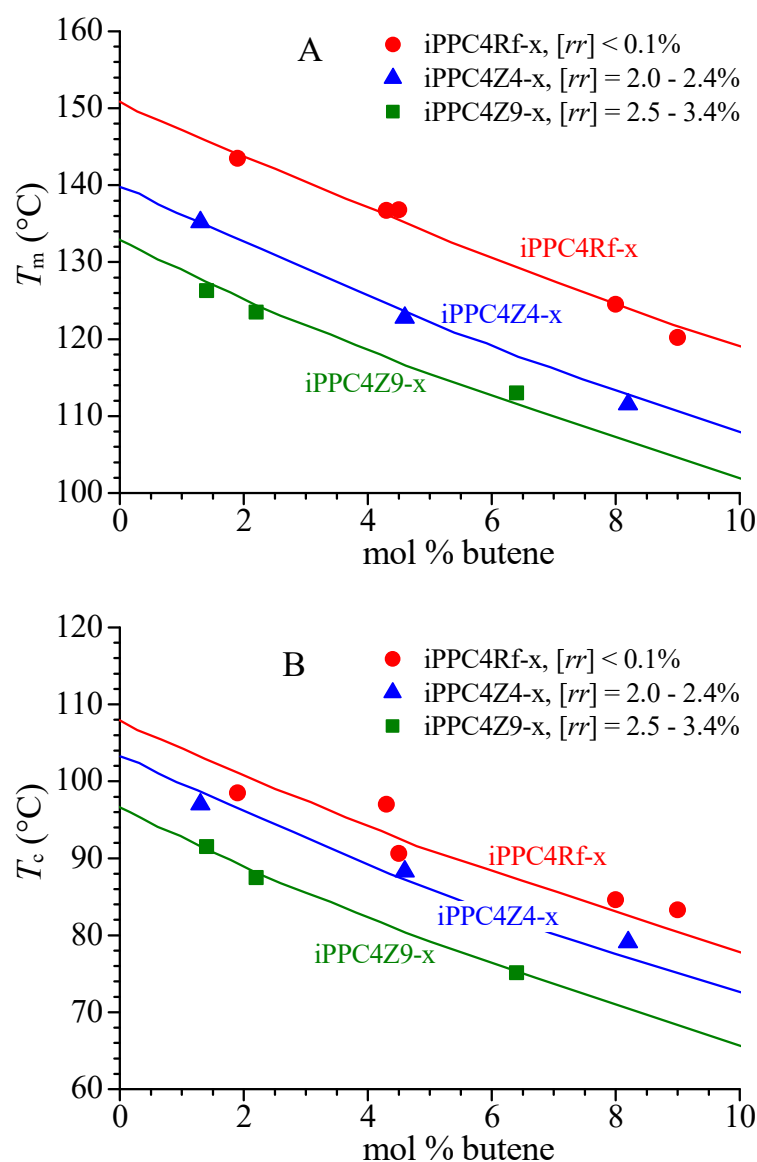 A
iPPC4Rf-x, [rr] < 0.1%
iPPC4Z4-x, [rr] = 2.0 - 2.4%
iPPC4Z9-x, [rr] = 2.5 - 3.4%
160
150
140
130
120
110
100
Tm (°C)
iPPC4Rf-x
iPPC4Z4-x
iPPC4Z9-x
0 2 4 6 8 10
mol % butene
B
iPPC4Rf-x, [rr] < 0.1%
iPPC4Z4-x, [rr] = 2.0 - 2.4%
iPPC4Z9-x, [rr] = 2.5 - 3.4%
120
110
100
90
80
70
60
Tc (°C)
iPPC4Rf-x
iPPC4Z4-x
iPPC4Z9-x
0 2 4 6 8 10
mol % butene